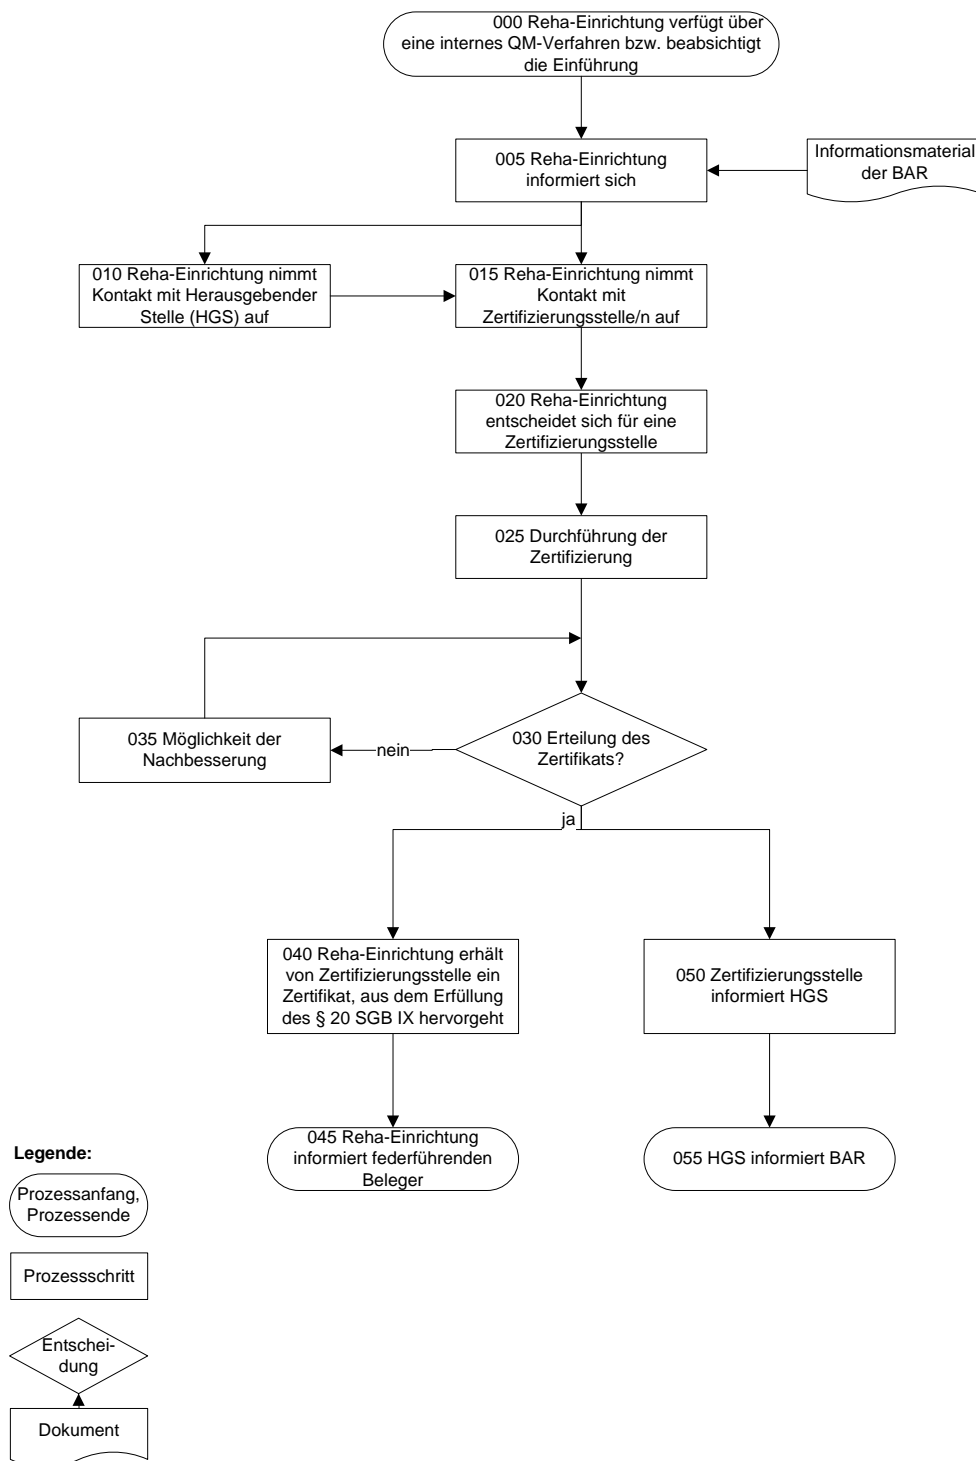 000 Reha-Einrichtung verfügt über
eine internes QM-Verfahren bzw. beabsichtigt
die Einführung
005 Reha-Einrichtung
informiert sich
Informationsmaterial
der BAR
010 Reha-Einrichtung nimmt
Kontakt mit Herausgebender
Stelle (HGS) auf
015 Reha-Einrichtung nimmt
Kontakt mit
Zertifizierungsstelle/n auf
020 Reha-Einrichtung
entscheidet sich für eine
Zertifizierungsstelle
025 Durchführung der
Zertifizierung
035 Möglichkeit der
Nachbesserung
nein
030 Erteilung des
Zertifikats?
ja
040 Reha-Einrichtung erhält
von Zertifizierungsstelle ein
Zertifikat, aus dem Erfüllung
des § 20 SGB IX hervorgeht
050 Zertifizierungsstelle
informiert HGS
045 Reha-Einrichtung
informiert federführenden
Beleger
055 HGS informiert BAR
Legende:
Prozessanfang,
Prozessende
Prozessschritt
Entschei-
dung
Dokument